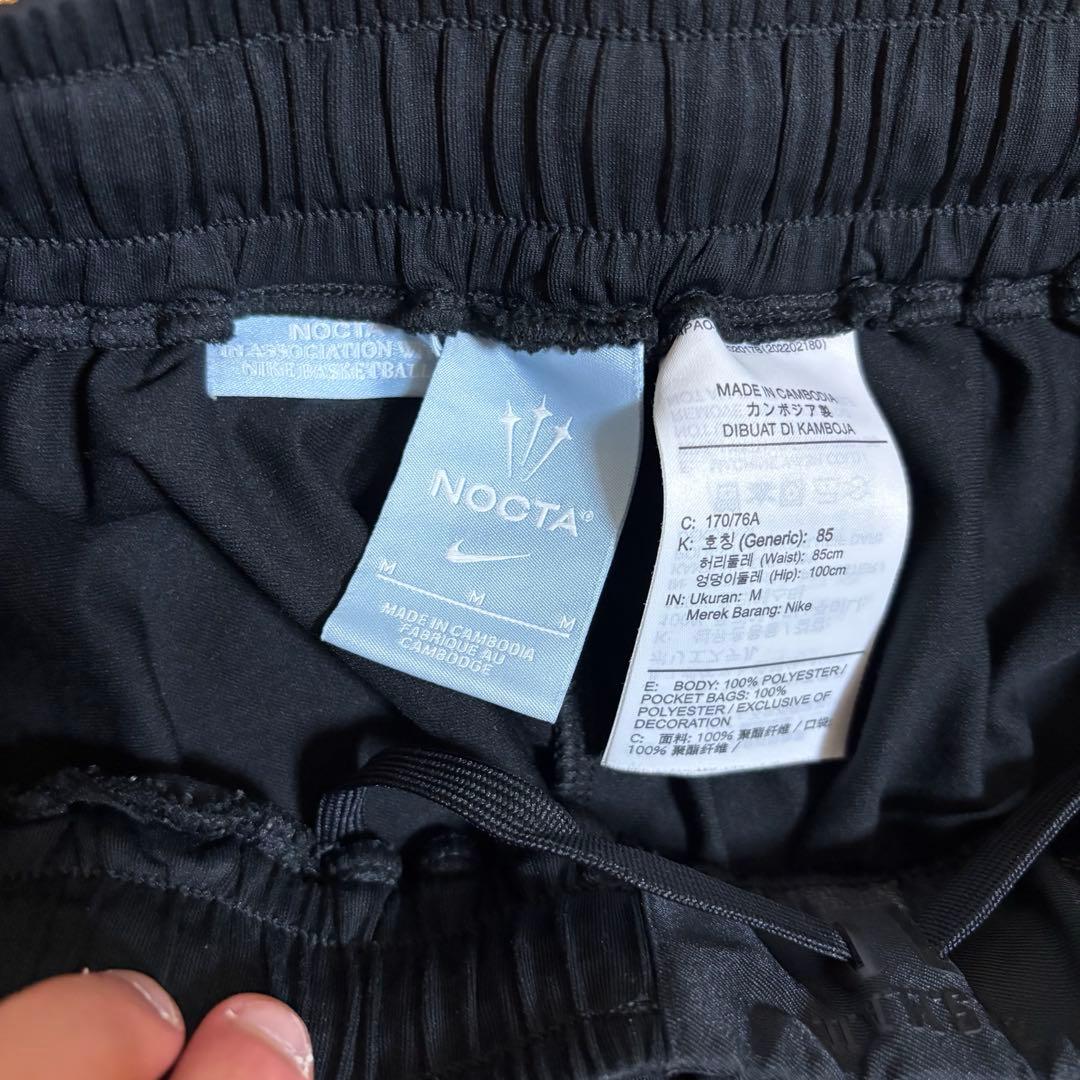 NOCTA
IN ASSOCIATION W
NIKE BASKETBALL
NOCTA®
M
M
M
MADE IN CAMBODIA
FABRIQUE AU
CAMBODGE
(202202180)
MADE IN CAMBODIA
カンボジア製
DIBUAT DI KAMBOJA
C: 170/76A
K: 호칭 (Generic): 85
허리둘레 (Waist): 85cm
엉덩이둘레 (Hip): 100cm
IN: Ukuran: M
Merek Barang: Nike
E: BODY: 100% POLYESTER /
POCKET BAGS: 100%
POLYESTER / EXCLUSIVE OF
DECORATION
C: 面料: 100% 聚酯纤维 / 口袋:
100% 聚酯纤维 /